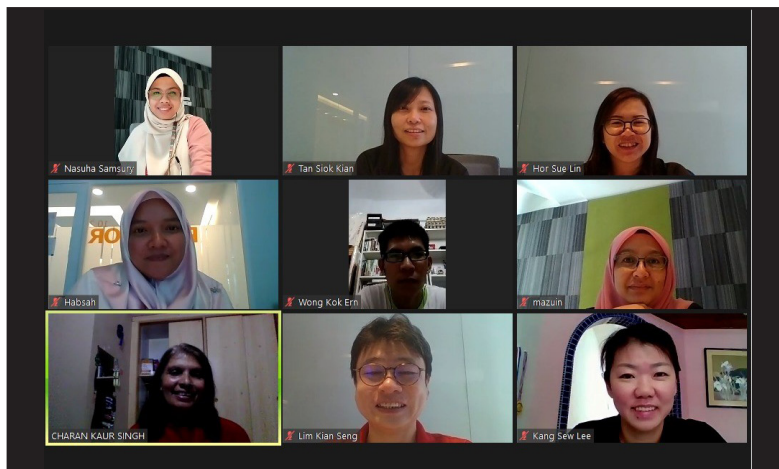 Nasuha Samsury
Tan Siok Kian
Hor Sue Lin
Habsah
Wong Kok Ern
mazuin
CHARAN KAUR SINGH
Lim Kian Seng
Kang Sew Lee